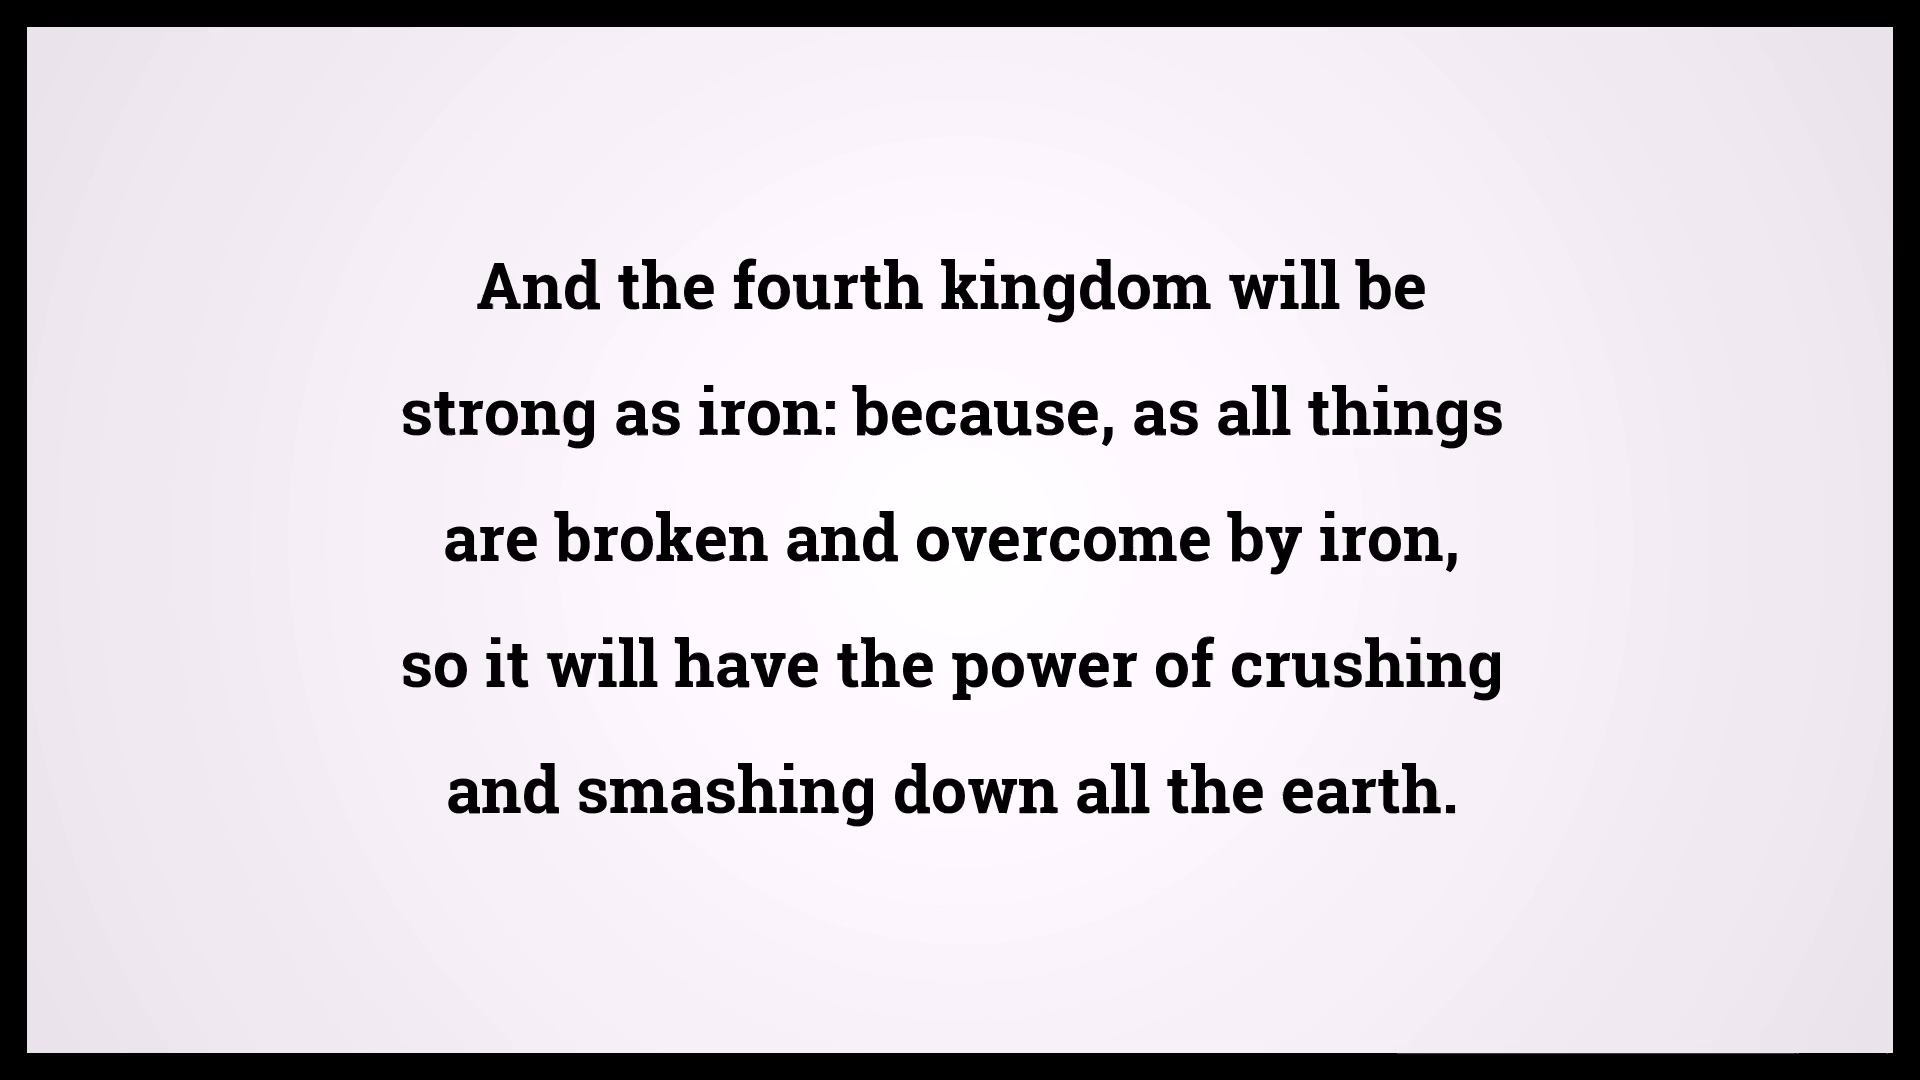 And the fourth kingdom will be
strong as iron: because, as all things
are broken and overcome by iron,
so it will have the power of crushing
and smashing down all the earth.